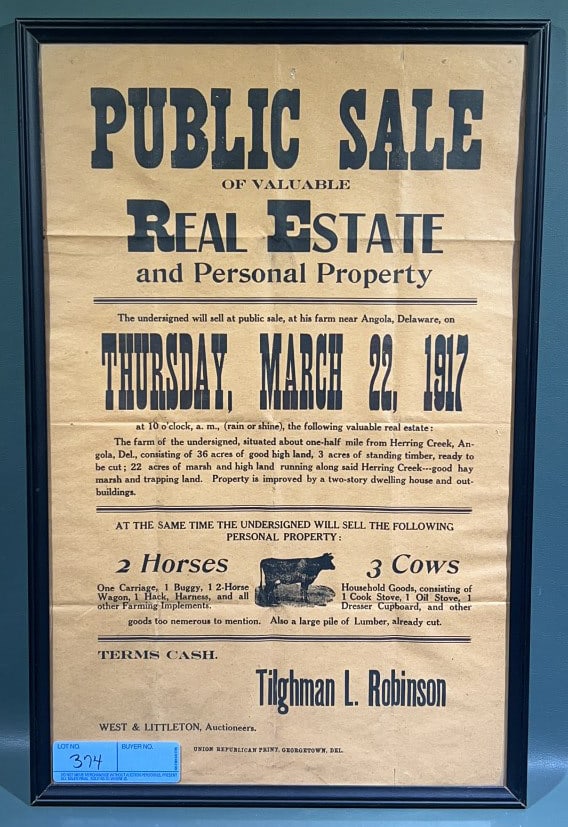 PUBLIC SALE
OF VALUABLE
REAL ESTATE
and Personal Property
The undersigned will sell at public sale, at his farm near Angola, Delaware, on
THURSDAY, MARCH 22, 1917
at 10 o'clock, a. m., (rain or shine), the following valuable real estate:
The farm of the undersigned, situated about one-half mile from Herring Creek, An-
gola, Del., consisting of 36 acres of good high land, 3 acres of standing timber, ready to
be cut; 22 acres of marsh and high land running along said Herring Creek---good hay
marsh and trapping land. Property is improved by a two-story dwelling house and out-
buildings.
AT THE SAME TIME THE UNDERSIGNED WILL SELL THE FOLLOWING
PERSONAL PROPERTY:
2 Horses
One Carriage, 1 Buggy, 1 2-Horse
Wagon, 1 Hack, Harness, and all
other Farming Implements.
3 Cows
Household Goods, consisting of
1 Cook Stove, 1 Oil Stove, 1
Dresser Cupboard, and other
goods too nemerous to mention. Also a large pile of Lumber, already cut.
TERMS CASH.
Tilghman L. Robinson
WEST & LITTLETON, Auctioneers.
UNION REPUBLICAN PRINT, GEORGETOWN, DEL.
LOT NO.
374
BUYER NO.